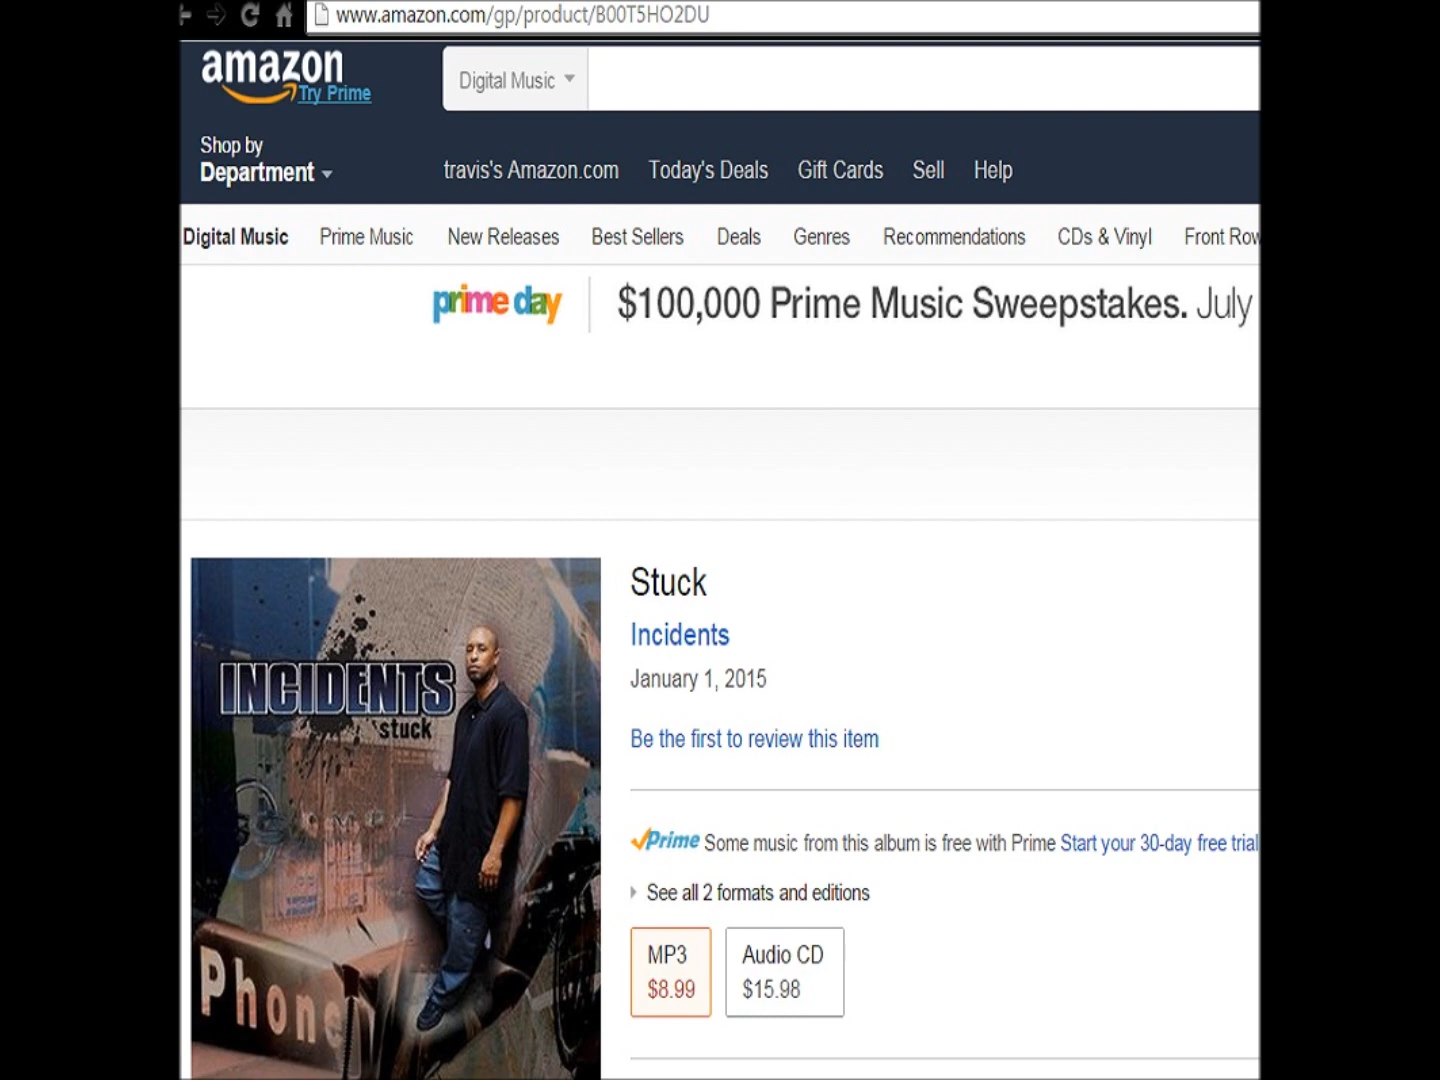 www.amazon.com/gp/product/B00T5HO2DU
amazon
Try Prime
Digital Music
Shop by
Department
travis's Amazon.com Today's Deals Gift Cards Sell Help
Digital Music Prime Music New Releases Best Sellers Deals Genres Recommendations CDs & Vinyl Front Row
prime day $100,000 Prime Music Sweepstakes. July
INCIDENTS
stuck
Phone
Stuck
Incidents
January 1, 2015
Be the first to review this item
Prime Some music from this album is free with Prime Start your 30-day free trial
See all 2 formats and editions
MP3 Audio CD
$8.99 $15.98